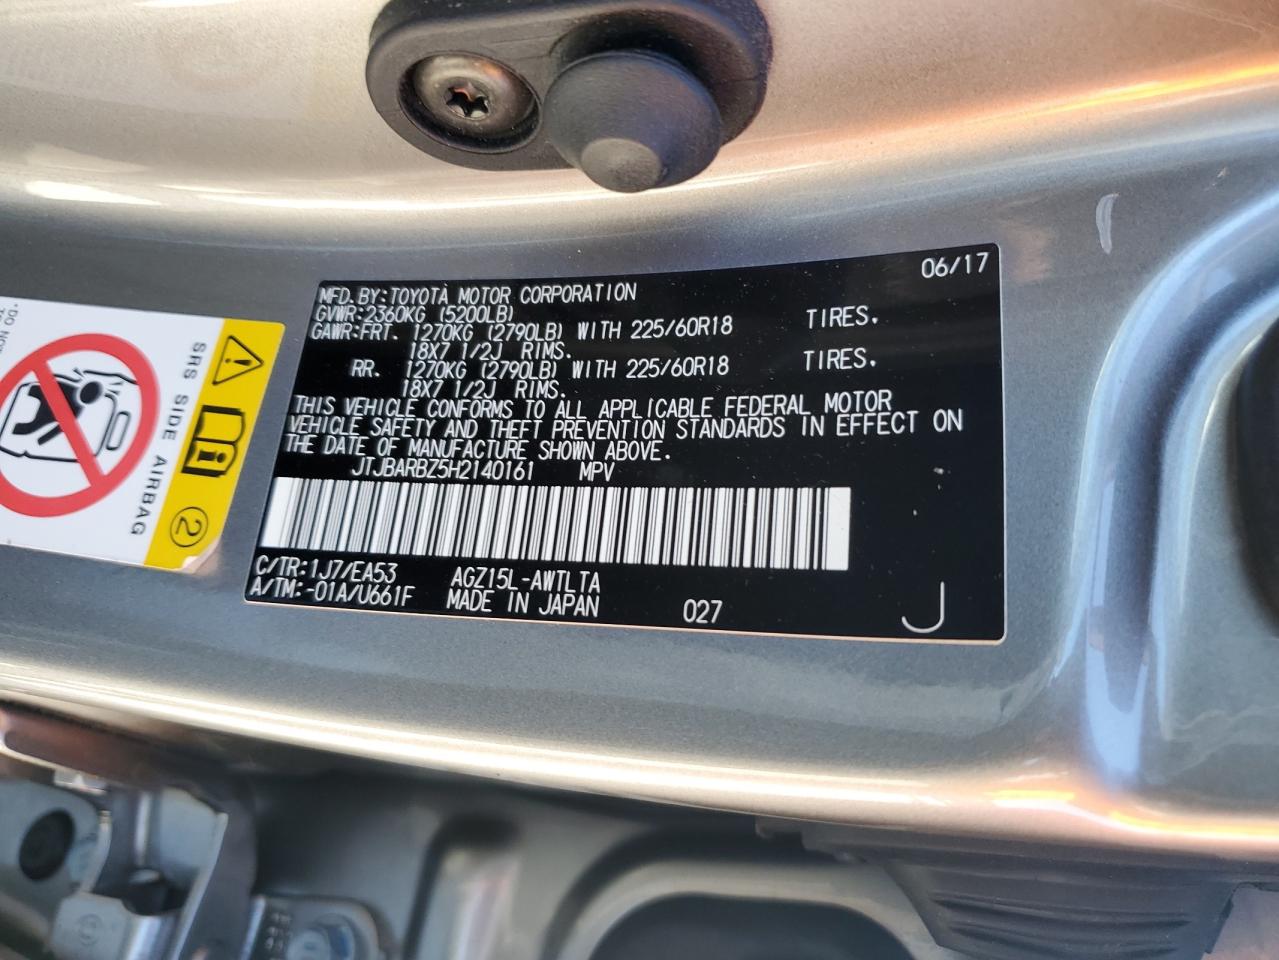 06/17
MFD. BY:TOYOTA MOTOR CORPORATION
GVWR:2360KG (5200LB)
GAWR:FRT. 1270KG (2790LB) WITH 225/60R18 TIRES.
18X7 1/2J RIMS.
RR. 1270KG (2790LB) WITH 225/60R18 TIRES.
18X7 1/2J RIMS.
THIS VEHICLE CONFORMS TO ALL APPLICABLE FEDERAL MOTOR
VEHICLE SAFETY AND THEFT PREVENTION STANDARDS IN EFFECT ON
THE DATE OF MANUFACTURE SHOWN ABOVE.
JTJBARBZ5H2140161 MPV
C/TR:1J7/EA53 AGZ15L-AWTLTA
A/TM:-01A/U661F MADE IN JAPAN 027 J
SRS SIDE AIRBAG
2